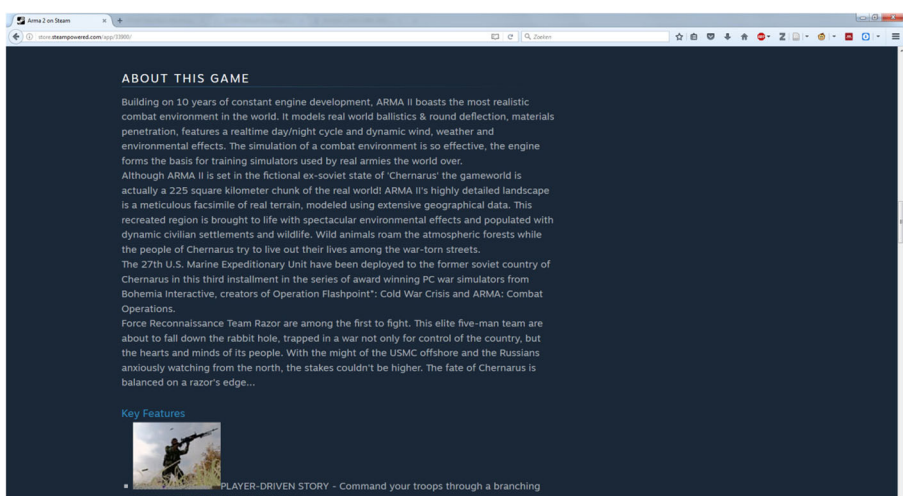 Arma 2 on Steam
store.steampowered.com/app/33900/
Zoeken
ABOUT THIS GAME
Building on 10 years of constant engine development, ARMA II boasts the most realistic
combat environment in the world. It models real world ballistics & round deflection, materials
penetration, features a realtime day/night cycle and dynamic wind, weather and
environmental effects. The simulation of a combat environment is so effective, the engine
forms the basis for training simulators used by real armies the world over.
Although ARMA II is set in the fictional ex-soviet state of 'Chernarus' the gameworld is
actually a 225 square kilometer chunk of the real world! ARMA II's highly detailed landscape
is a meticulous facsimile of real terrain, modeled using extensive geographical data. This
recreated region is brought to life with spectacular environmental effects and populated with
dynamic civilian settlements and wildlife. Wild animals roam the atmospheric forests while
the people of Chernarus try to live out their lives among the war-torn streets.
The 27th U.S. Marine Expeditionary Unit have been deployed to the former soviet country of
Chernarus in this third installment in the series of award winning PC war simulators from
Bohemia Interactive, creators of Operation Flashpoint*: Cold War Crisis and ARMA: Combat
Operations.
Force Reconnaissance Team Razor are among the first to fight. This elite five-man team are
about to fall down the rabbit hole, trapped in a war not only for control of the country, but
the hearts and minds of its people. With the might of the USMC offshore and the Russians
anxiously watching from the north, the stakes couldn't be higher. The fate of Chernarus is
balanced on a razor's edge...
Key Features
PLAYER-DRIVEN STORY - Command your troops through a branching